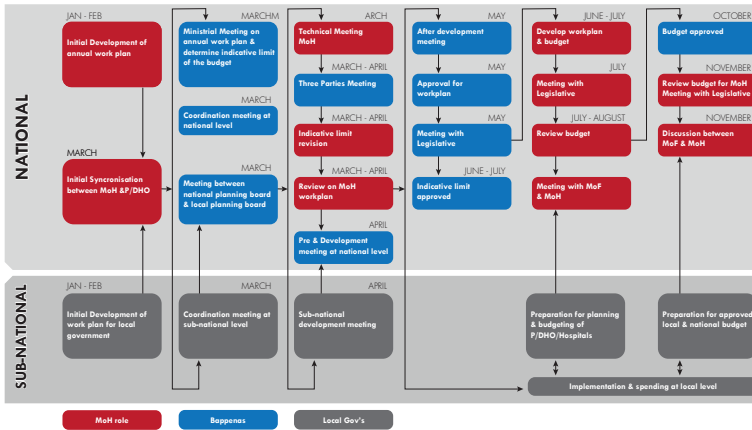 NATIONAL
JAN - FEB
Initial Development of
annual work plan
MARCH
Initial Syncronisation
between MoH &P/DHO
MARCHM
Ministrial Meeting on
annual work plan &
determine indicative limit
of the budget
MARCH
Coordination meeting at
national level
MARCH
Meeting between
national planning board
& local planning board
ARCH
Technical Meeting
MoH
MARCH - APRIL
Three Parties Meeting
MARCH - APRIL
Indicative limit
revision
MARCH - APRIL
Review on MoH
workplan
APRIL
Pre & Development
meeting at national level
MAY
After development
meeting
MAY
Approval for
workplan
MAY
Meeting with
Legislative
JUNE - JULY
Indicative limit
approved
JUNE - JULY
Develop workplan
& budget
JULY
Meeting with
Legislative
JULY - AUGUST
Review budget
Meeting with MoF
& MoH
OCTOBER
Budget approved
NOVEMBER
Review budget for MoH
Meeting with Legislative
NOVEMBER
Discussion between
MoF & MoH
SUB-NATIONAL
JAN - FEB
Initial Development of
work plan for local
government
MARCH
Coordination meeting at
sub-national level
APRIL
Sub-national
development meeting
Preparation for planning
& budgeting of
P/DHO/Hospitals
Preparation for approved
local & national budget
Implementation & spending at local level
MoH role
Bappenas
Local Gov's